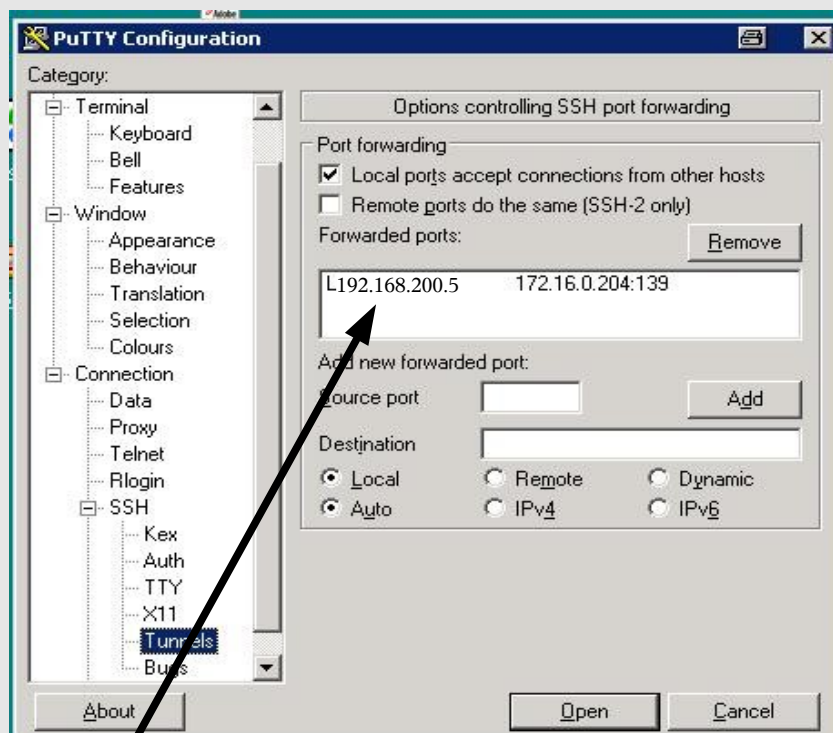 Adobe
PuTTY Configuration
Category:
Terminal
Keyboard
Bell
Features
Window
Appearance
Behaviour
Translation
Selection
Colours
Connection
Data
Proxy
Telnet
Rlogin
SSH
Kex
Auth
TTY
X11
Tunnels
Bugs
Options controlling SSH port forwarding
Port forwarding
Local ports accept connections from other hosts
Remote ports do the same (SSH-2 only)
Forwarded ports:
Remove
L192.168.200.5 172.16.0.204:139
Add new forwarded port:
Source port
Add
Destination
Local Remote Dynamic
Auto IPv4 IPv6
About
Open
Cancel